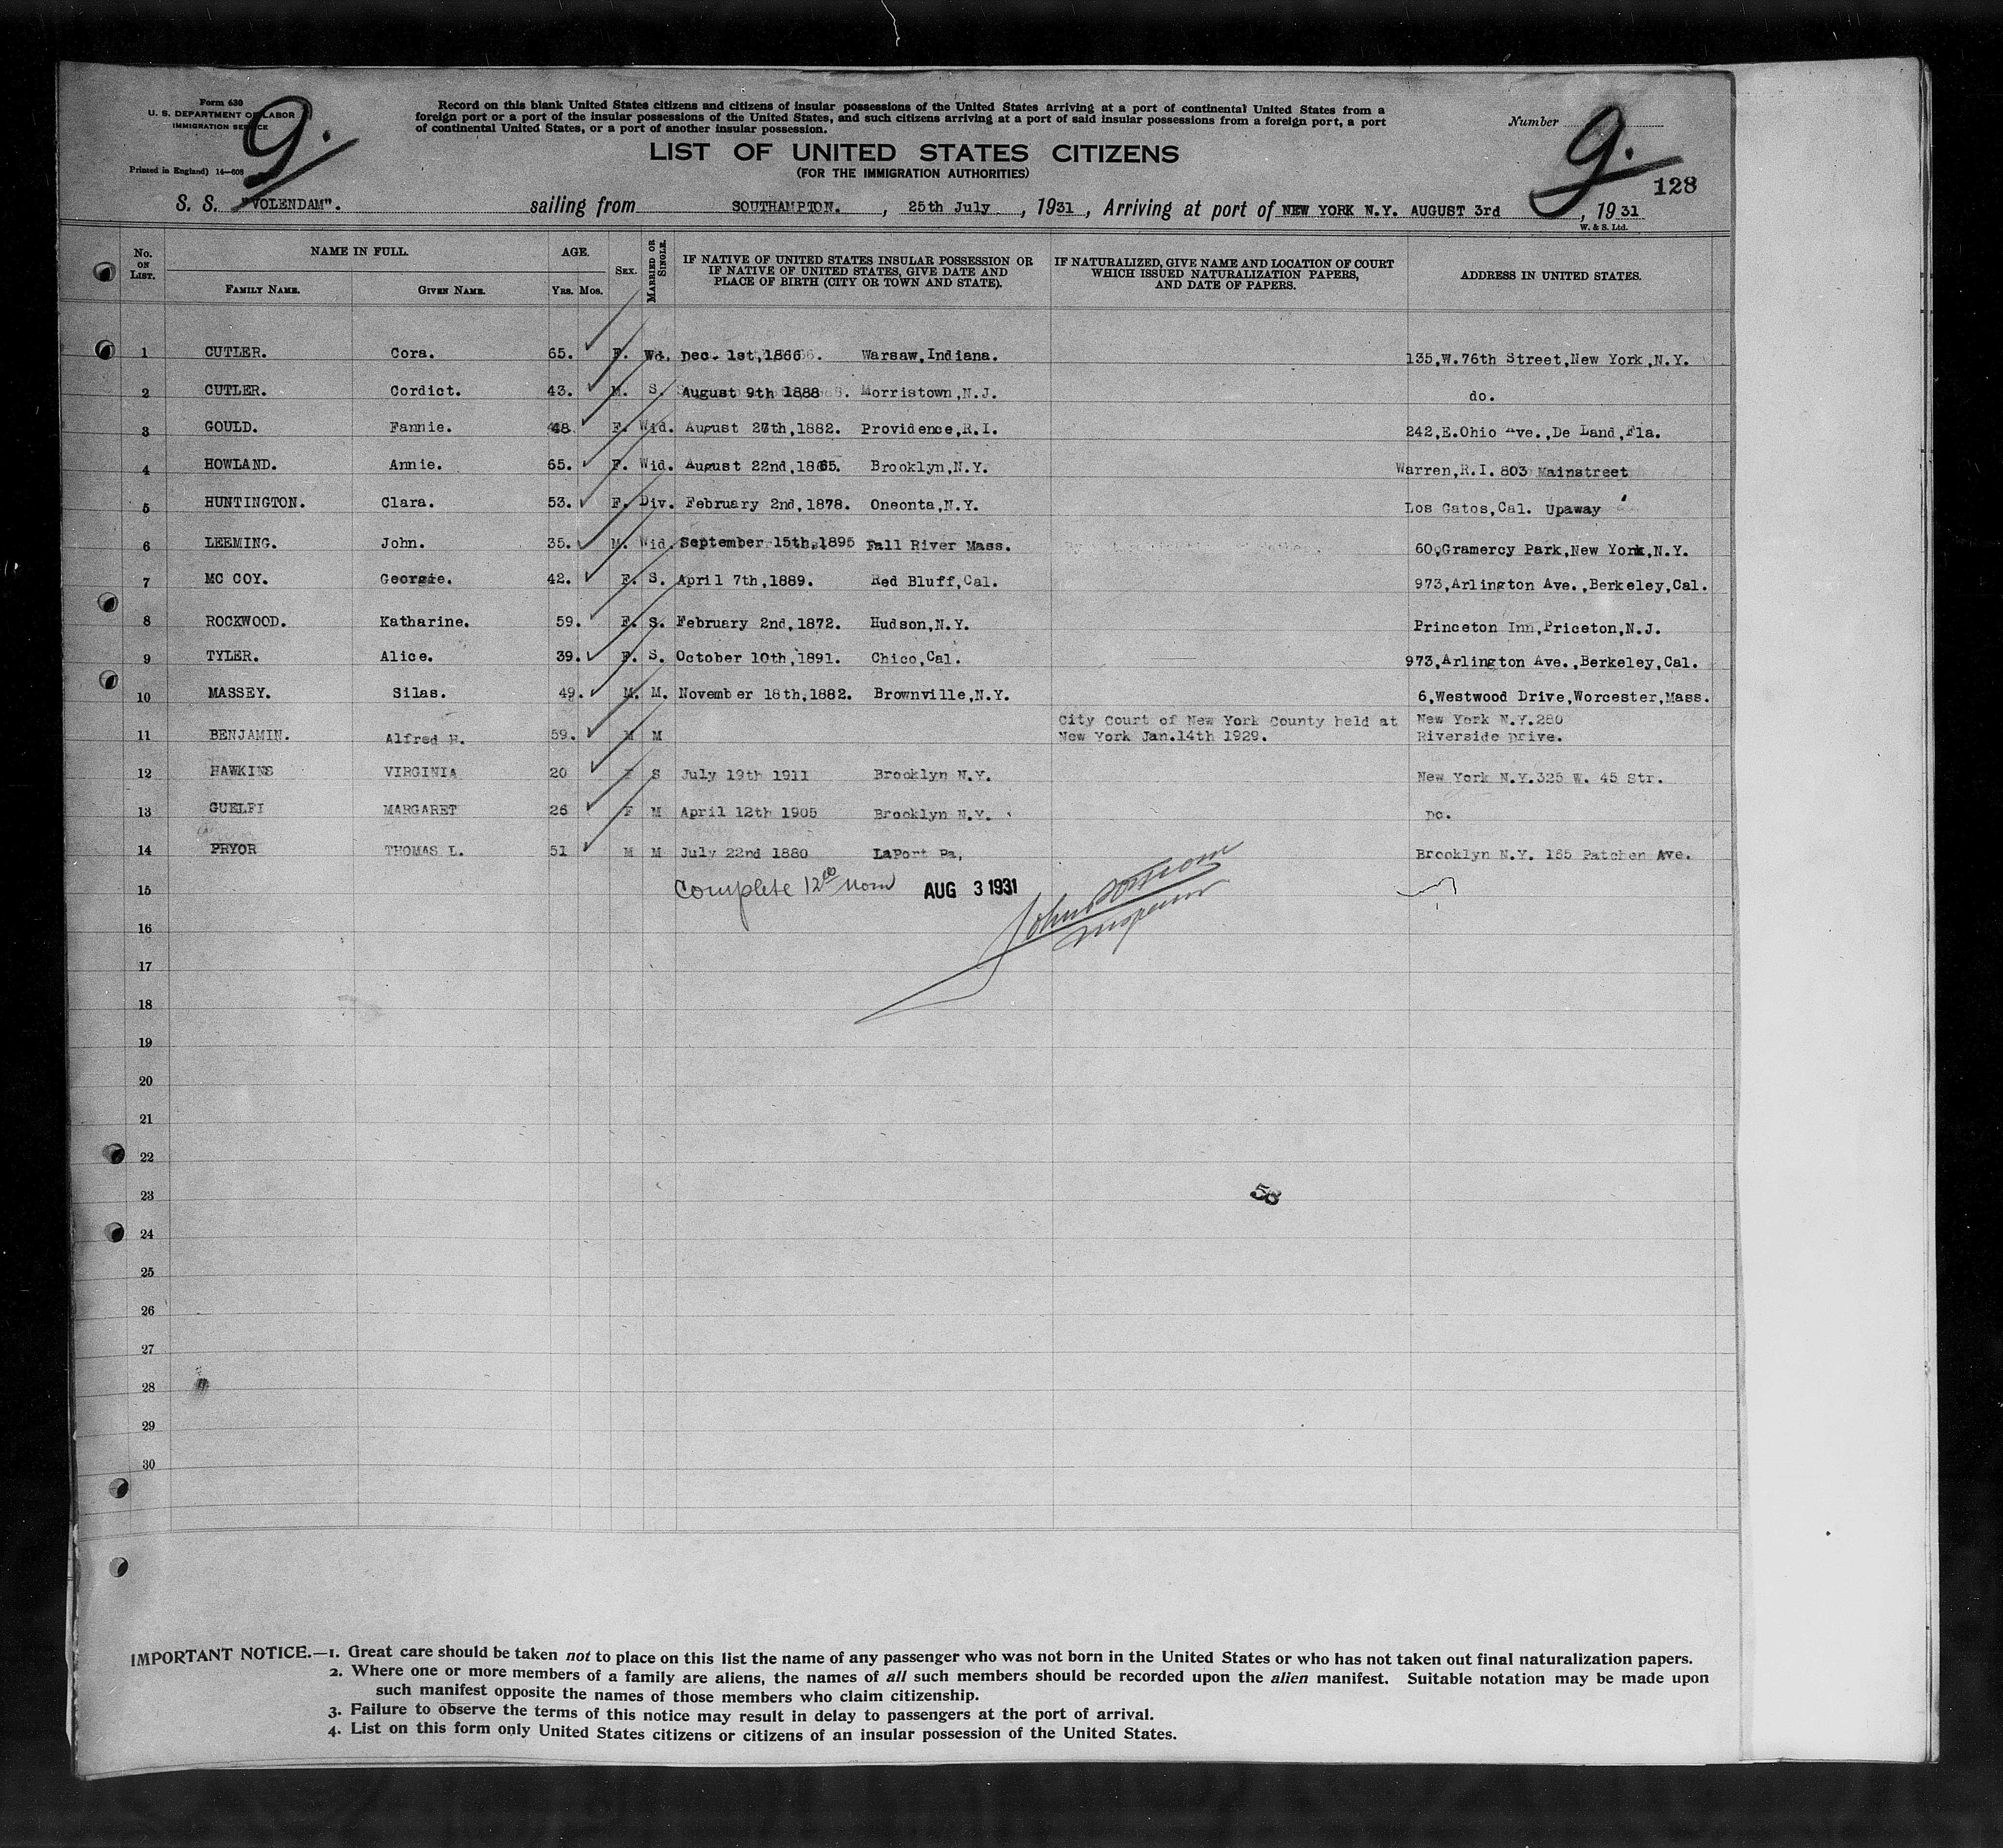 Form 630
U. S. DEPARTMENT OF LABOR
IMMIGRATION SERVICE
Printed in England) 14—608
9.
Record on this blank United States citizens and citizens of insular possessions of the United States arriving at a port of continental United States from a
foreign port or a port of the insular possessions of the United States, and such citizens arriving at a port of said insular possessions from a foreign port, a port
of continental United States, or a port of another insular possession.
Number
9.
128
LIST OF UNITED STATES CITIZENS
(FOR THE IMMIGRATION AUTHORITIES)
S. S. "VOLENDAM". sailing from SOUTHAMPTON. , 25th July , 1931 , Arriving at port of NEW YORK N.Y. AUGUST 3rd , 19 31
W. & S. Ltd.
No. ON LIST. NAME IN FULL. AGE. SEX. MARRIED OR SINGLE. IF NATIVE OF UNITED STATES INSULAR POSSESSION OR IF NATIVE OF UNITED STATES, GIVE DATE AND PLACE OF BIRTH (CITY OR TOWN AND STATE). IF NATURALIZED, GIVE NAME AND LOCATION OF COURT WHICH ISSUED NATURALIZATION PAPERS, AND DATE OF PAPERS. ADDRESS IN UNITED STATES.
FAMILY NAME. GIVEN NAME. YRS. MOS.
1 CUTLER. Cora. 65. F. Wd. Dec. 1st,1866. Warsaw,Indiana. 135,W.76th Street,New York,N.Y.
2 CUTLER. Cordict. 43. M. S. August 9th 1888. Morristown,N.J. do.
3 GOULD. Fannie. 48 F. Wid. August 27th,1882. Providence,R.I. 242,E.Ohio Ave.,De Land,Fla.
4 HOWLAND. Annie. 65. F. Wid. August 22nd,1865. Brooklyn,N.Y. Warren,R.I. 803 Mainstreet
5 HUNTINGTON. Clara. 53. F. Div. February 2nd,1878. Oneonta,N.Y. Los Gatos,Cal. Upaway
6 LEEMING. John. 35. M. Wid. September 15th,1895 Fall River Mass. 60,Gramercy Park,New York,N.Y.
7 MC COY. Georgie. 42. F. S. April 7th,1889. Red Bluff,Cal. 973,Arlington Ave.,Berkeley,Cal.
8 ROCKWOOD. Katharine. 59. F. S. February 2nd,1872. Hudson,N.Y. Princeton Inn,Priceton,N.J.
9 TYLER. Alice. 39. F. S. October 10th,1891. Chico,Cal. 973,Arlington Ave.,Berkeley,Cal.
10 MASSEY. Silas. 49. M. M. November 18th,1882. Brownville,N.Y. 6,Westwood Drive,Worcester,Mass.
11 BENJAMIN. Alfred H. 59. M M City Court of New York County held at New York Jan.14th 1929. New York N.Y.280 Riverside Drive.
12 HAWKINS VIRGINIA 20 F S July 19th 1911 Brooklyn N.Y. New York N.Y.325 W. 45 Str.
13 GUELFI MARGARET 26 F M April 12th 1905 Brooklyn N.Y. Do.
14 PRYOR THOMAS L. 51 M M July 22nd 1880 LaPort Pa, Brooklyn N.Y. 165 Patchen Ave.
15 Complete 12⁰⁰ noon AUG 3 1931
16
17
18
19
20
21
22
23
58
24
25
26
27
28
29
30
IMPORTANT NOTICE.—1. Great care should be taken not to place on this list the name of any passenger who was not born in the United States or who has not taken out final naturalization papers.
2. Where one or more members of a family are aliens, the names of all such members should be recorded upon the alien manifest. Suitable notation may be made upon
such manifest opposite the names of those members who claim citizenship.
3. Failure to observe the terms of this notice may result in delay to passengers at the port of arrival.
4. List on this form only United States citizens or citizens of an insular possession of the United States.